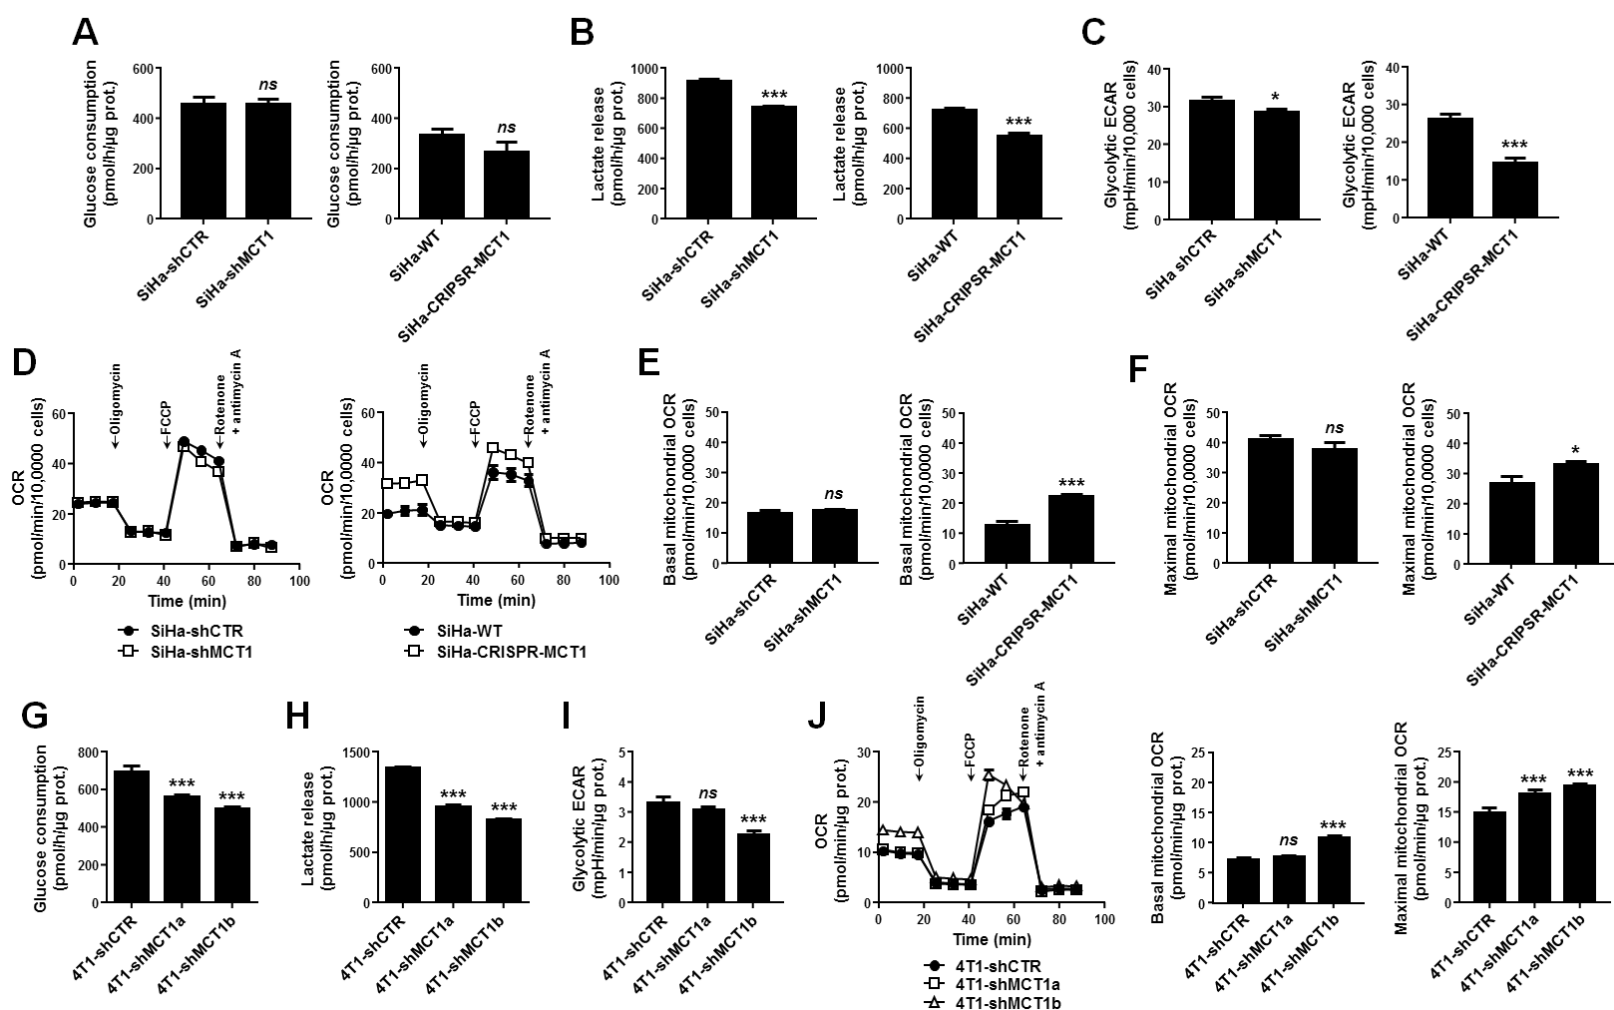 A
Glucose consumption
(pmol/h/µg prot.)
600
400
200
0
ns
SiHa-shCTR
SiHa-shMCT1
Glucose consumption
(pmol/h/µg prot.)
600
400
200
0
ns
SiHa-WT
SiHa-CRIPSR-MCT1
B
Lactate release
(pmol/h/µg prot.)
1000
800
600
400
200
0
***
SiHa-shCTR
SiHa-shMCT1
Lactate release
(pmol/h/µg prot.)
1000
800
600
400
200
0
***
SiHa-WT
SiHa-CRIPSR-MCT1
C
Glycolytic ECAR
(mpH/min/10,000 cells)
40
30
20
10
0
*
SiHa shCTR
SiHa-shMCT1
Glycolytic ECAR
(mpH/min/10,000 cells)
40
30
20
10
0
***
SiHa-WT
SiHa-CRIPSR-MCT1
D
OCR
(pmol/min/10,0000 cells)
60
40
20
0
Oligomycin
FCCP
Rotenone
+ antimycin A
0 20 40 60 80 100
Time (min)
SiHa-shCTR
SiHa-shMCT1
OCR
(pmol/min/10,0000 cells)
60
40
20
0
Oligomycin
FCCP
Rotenone
+ antimycin A
0 20 40 60 80 100
Time (min)
SiHa-WT
SiHa-CRISPR-MCT1
E
Basal mitochondrial OCR
(pmol/min/10,0000 cells)
50
40
30
20
10
0
ns
SiHa-shCTR
SiHa-shMCT1
Basal mitochondrial OCR
(pmol/min/10,0000 cells)
50
40
30
20
10
0
***
SiHa-WT
SiHa-CRIPSR-MCT1
F
Maximal mitochondrial OCR
(pmol/min/10,0000 cells)
50
40
30
20
10
0
ns
SiHa-shCTR
SiHa-shMCT1
Maximal mitochondrial OCR
(pmol/min/10,0000 cells)
50
40
30
20
10
0
*
SiHa-WT
SiHa-CRIPSR-MCT1
G
Glucose consumption
(pmol/h/µg prot.)
800
600
400
200
0
***
***
4T1-shCTR
4T1-shMCT1a
4T1-shMCT1b
H
Lactate release
(pmol/h/µg prot.)
1500
1000
500
0
***
***
4T1-shCTR
4T1-shMCT1a
4T1-shMCT1b
I
Glycolytic ECAR
(mpH/min/µg prot.)
5
4
3
2
1
0
ns
***
4T1-shCTR
4T1-shMCT1a
4T1-shMCT1b
J
OCR
(pmol/min/µg prot.)
30
20
10
0
Oligomycin
FCCP
Rotenone
+ antimycin A
0 20 40 60 80 100
Time (min)
4T1-shCTR
4T1-shMCT1a
4T1-shMCT1b
Basal mitochondrial OCR
(pmol/min/µg prot.)
25
20
15
10
5
0
ns
***
4T1-shCTR
4T1-shMCT1a
4T1-shMCT1b
Maximal mitochondrial OCR
(pmol/min/µg prot.)
25
20
15
10
5
0
***
***
4T1-shCTR
4T1-shMCT1a
4T1-shMCT1b